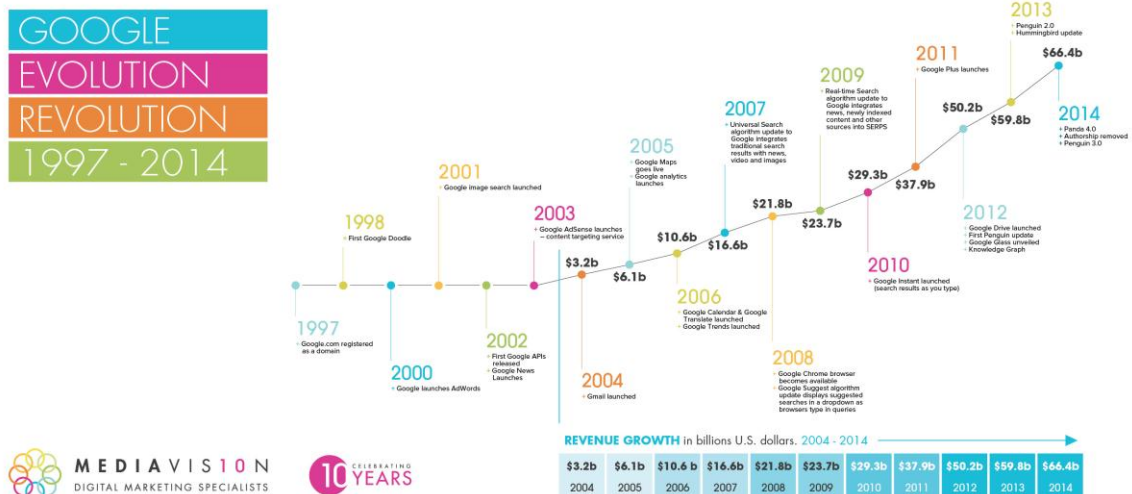 GOOGLE
EVOLUTION
REVOLUTION
1997 - 2014
1997
Google.com registered
as a domain
1998
First Google Doodle
2000
Google launches AdWords
2001
Google image search launched
2002
First Google APIs
released
Google News
Launches
2003
Google AdSense launches
– content targeting service
$3.2b
2004
Gmail launched
2005
Google Maps
goes live
Google analytics
launches
$6.1b
$10.6b
2006
Google Calendar & Google
Translate launched
Google Trends launched
2007
Universal Search
algorithm update to
Google integrates
traditional search
results with news,
video and images
$16.6b
$21.8b
2008
Google Chrome browser
becomes available
Google Suggest algorithm
update displays suggested
searches in a dropdown as
browsers type in queries
2009
Real-time Search
algorithm update to
Google integrates
news, newly indexed
content and other
sources into SERPS
$23.7b
$29.3b
2010
Google Instant launched
(search results as you type)
2011
Google Plus launches
$37.9b
$50.2b
2012
Google Drive launched
First Penguin update
Google Glass unveiled
Knowledge Graph
2013
Penguin 2.0
Hummingbird update
$59.8b
$66.4b
2014
Panda 4.0
Authorship removed
Penguin 3.0
MEDIAVIS10N
DIGITAL MARKETING SPECIALISTS
10 CELEBRATING
YEARS
REVENUE GROWTH in billions U.S. dollars. 2004 - 2014
$3.2b $6.1b $10.6 b $16.6b $21.8b $23.7b $29.3b $37.9b $50.2b $59.8b $66.4b
2004 2005 2006 2007 2008 2009 2010 2011 2012 2013 2014